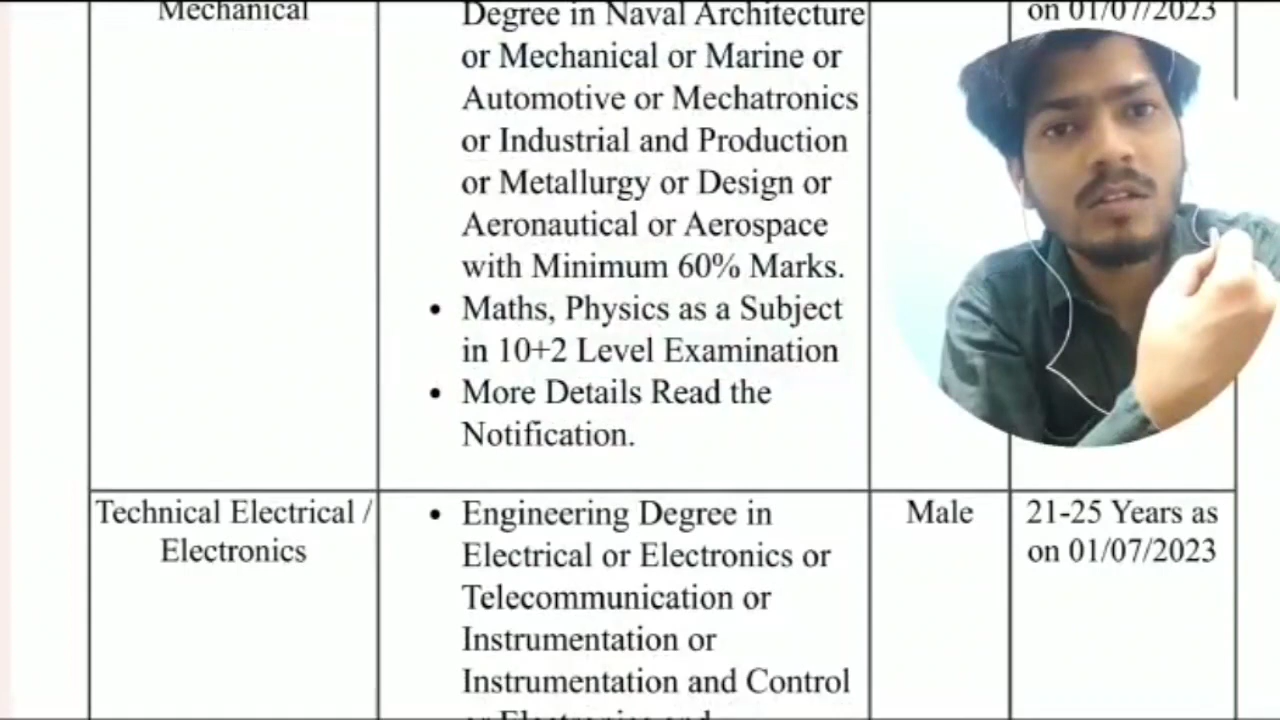 Mechanical
Degree in Naval Architecture
or Mechanical or Marine or
Automotive or Mechatronics
or Industrial and Production
or Metallurgy or Design or
Aeronautical or Aerospace
with Minimum 60% Marks.
• Maths, Physics as a Subject
in 10+2 Level Examination
• More Details Read the
Notification.
on 01/07/2023
Technical Electrical /
Electronics
• Engineering Degree in
Electrical or Electronics or
Telecommunication or
Instrumentation or
Instrumentation and Control
or Electronics and
Male
21-25 Years as
on 01/07/2023